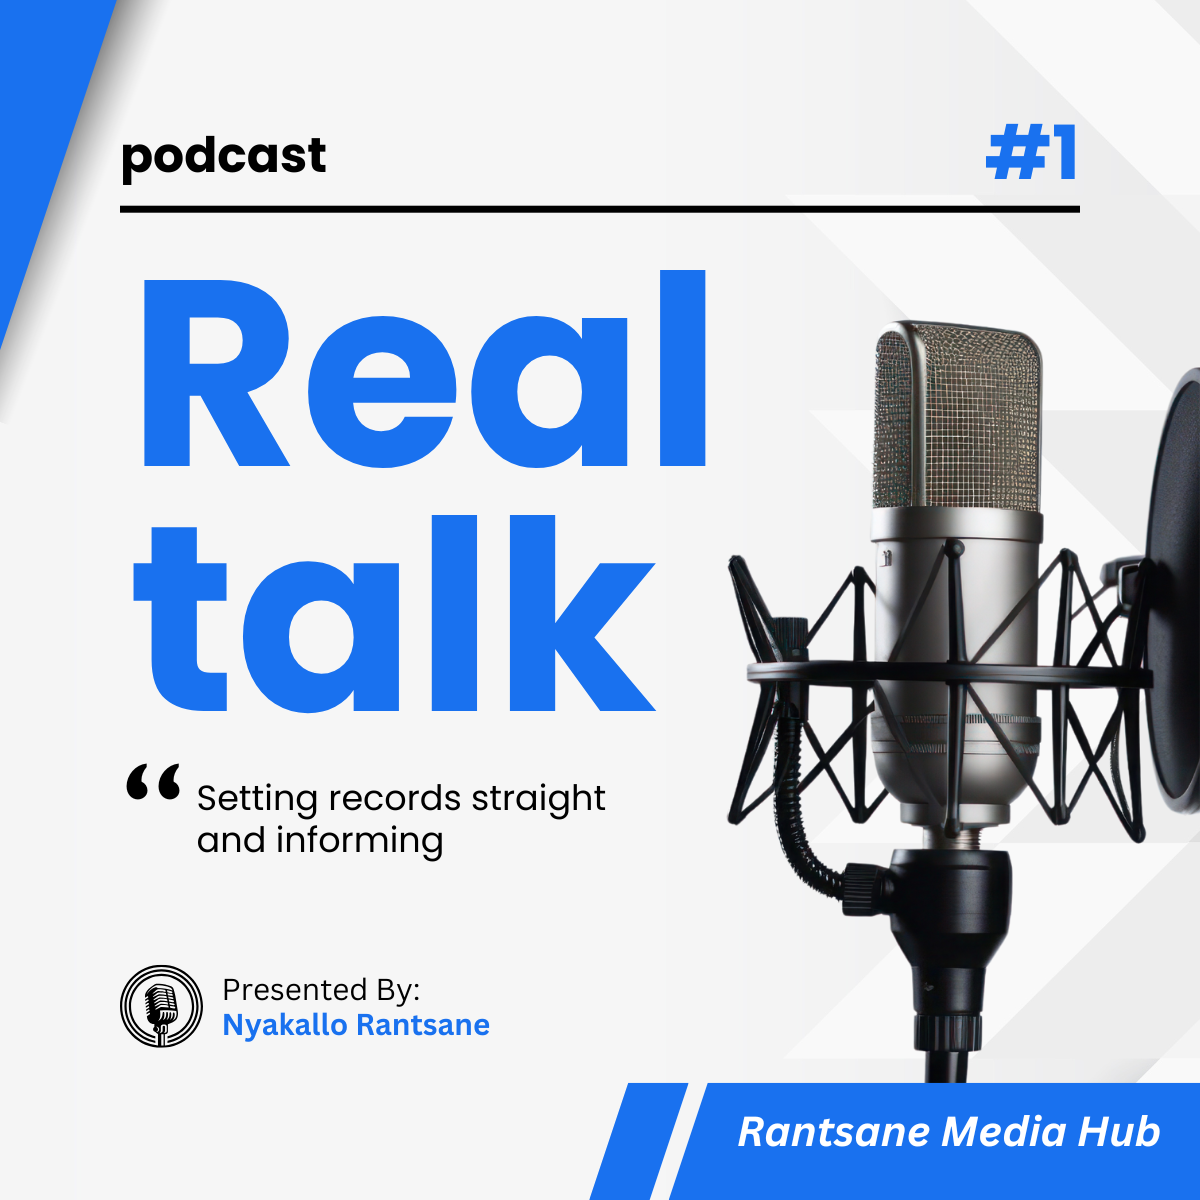 podcast
#1
Real
talk
“ Setting records straight
and informing
Presented By:
Nyakallo Rantsane
Rantsane Media Hub